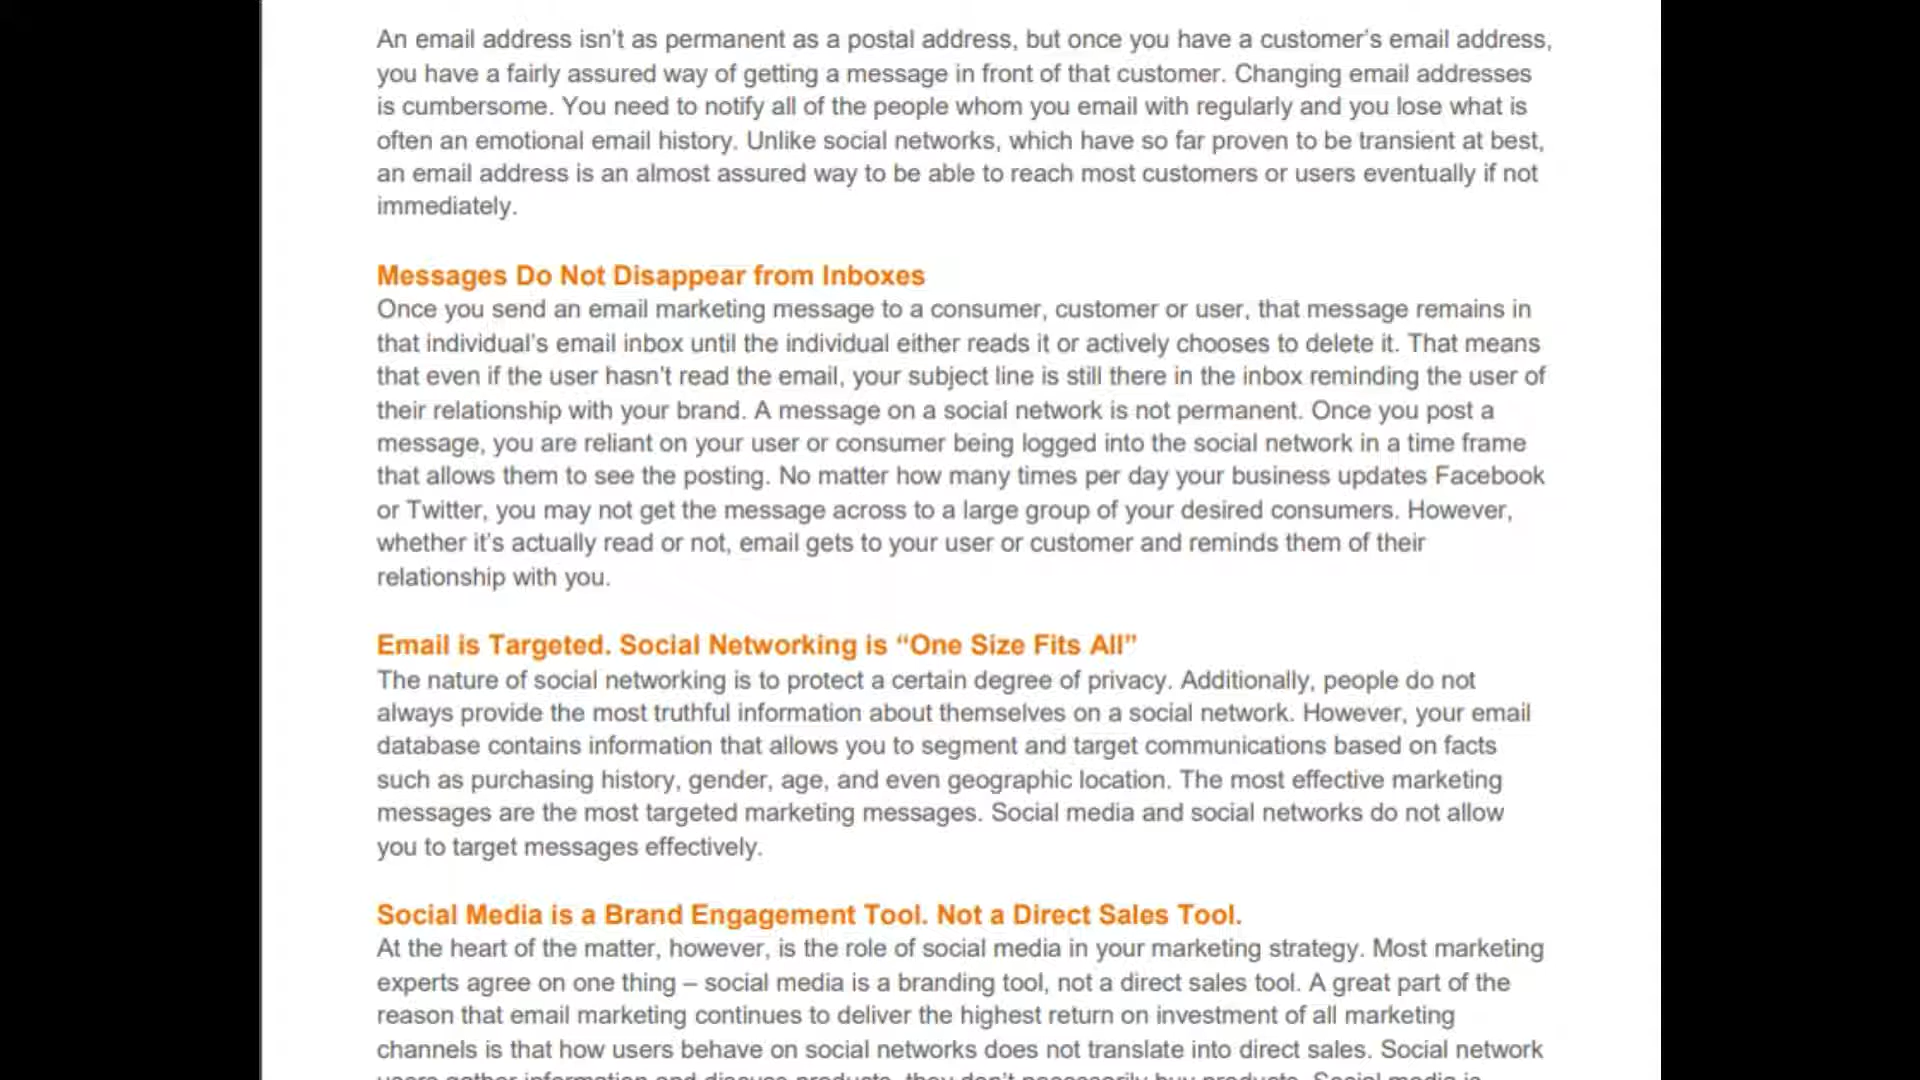 An email address isn't as permanent as a postal address, but once you have a customer's email address,
you have a fairly assured way of getting a message in front of that customer. Changing email addresses
is cumbersome. You need to notify all of the people whom you email with regularly and you lose what is
often an emotional email history. Unlike social networks, which have so far proven to be transient at best,
an email address is an almost assured way to be able to reach most customers or users eventually if not
immediately.
Messages Do Not Disappear from Inboxes
Once you send an email marketing message to a consumer, customer or user, that message remains in
that individual's email inbox until the individual either reads it or actively chooses to delete it. That means
that even if the user hasn't read the email, your subject line is still there in the inbox reminding the user of
their relationship with your brand. A message on a social network is not permanent. Once you post a
message, you are reliant on your user or consumer being logged into the social network in a time frame
that allows them to see the posting. No matter how many times per day your business updates Facebook
or Twitter, you may not get the message across to a large group of your desired consumers. However,
whether it's actually read or not, email gets to your user or customer and reminds them of their
relationship with you.
Email is Targeted. Social Networking is “One Size Fits All”
The nature of social networking is to protect a certain degree of privacy. Additionally, people do not
always provide the most truthful information about themselves on a social network. However, your email
database contains information that allows you to segment and target communications based on facts
such as purchasing history, gender, age, and even geographic location. The most effective marketing
messages are the most targeted marketing messages. Social media and social networks do not allow
you to target messages effectively.
Social Media is a Brand Engagement Tool. Not a Direct Sales Tool.
At the heart of the matter, however, is the role of social media in your marketing strategy. Most marketing
experts agree on one thing – social media is a branding tool, not a direct sales tool. A great part of the
reason that email marketing continues to deliver the highest return on investment of all marketing
channels is that how users behave on social networks does not translate into direct sales. Social network
users gather information and discuss products, they don't necessarily buy products. Social media is